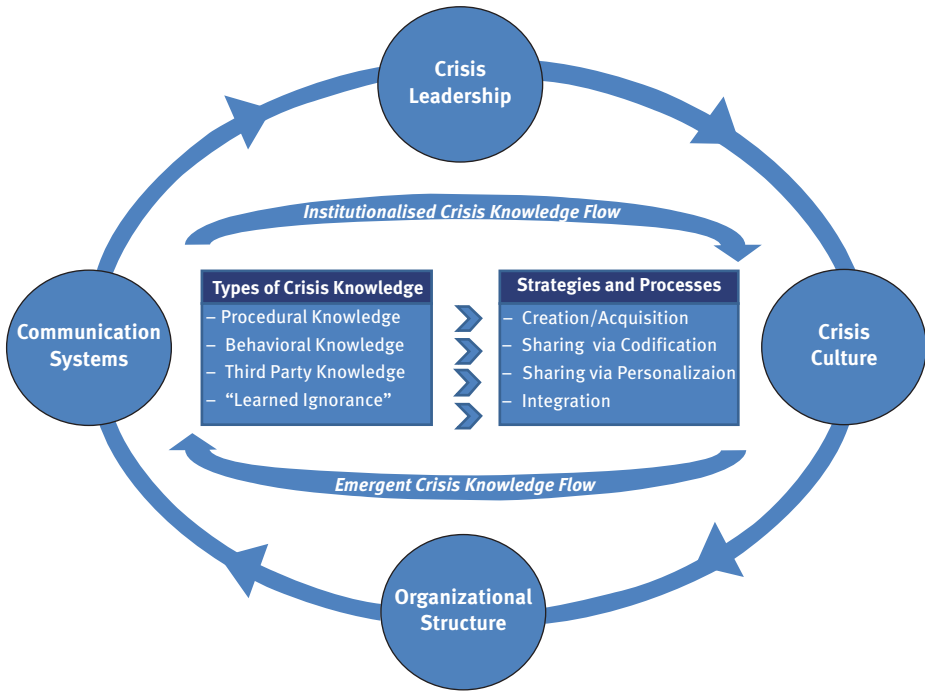 Crisis
Leadership
Institutionalised Crisis Knowledge Flow
Communication
Systems
Types of Crisis Knowledge
– Procedural Knowledge
– Behavioral Knowledge
– Third Party Knowledge
– “Learned Ignorance”
Strategies and Processes
– Creation/Acquisition
– Sharing via Codification
– Sharing via Personalizaion
– Integration
Crisis
Culture
Emergent Crisis Knowledge Flow
Organizational
Structure